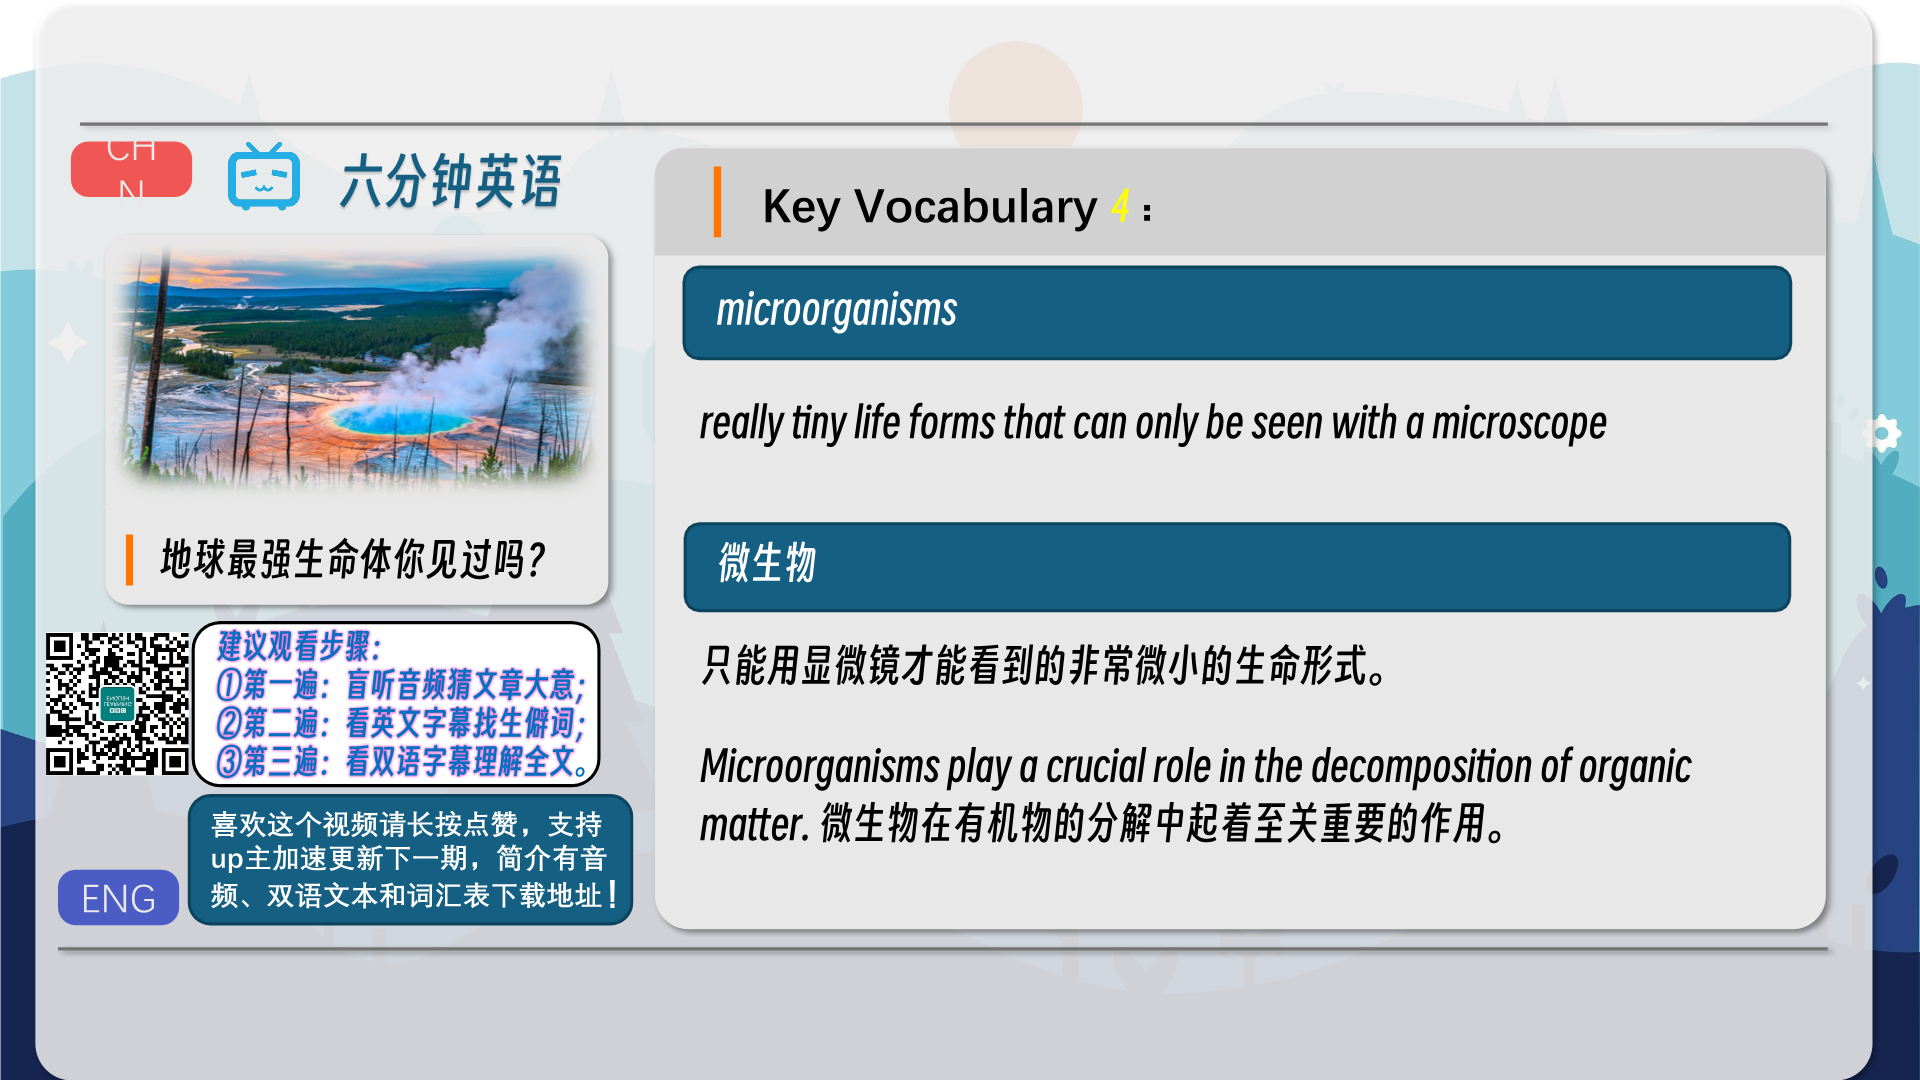 CH
N
六分钟英语
地球最强生命体你见过吗？
建议观看步骤：
①第一遍：盲听音频猜文章大意；
②第二遍：看英文字幕找生僻词；
③第三遍：看双语字幕理解全文。
喜欢这个视频请长按点赞，支持
up主加速更新下一期，简介有音
频、双语文本和词汇表下载地址！
ENG
Key Vocabulary 4：
microorganisms
really tiny life forms that can only be seen with a microscope
微生物
只能用显微镜才能看到的非常微小的生命形式。
Microorganisms play a crucial role in the decomposition of organic
matter. 微生物在有机物的分解中起着至关重要的作用。